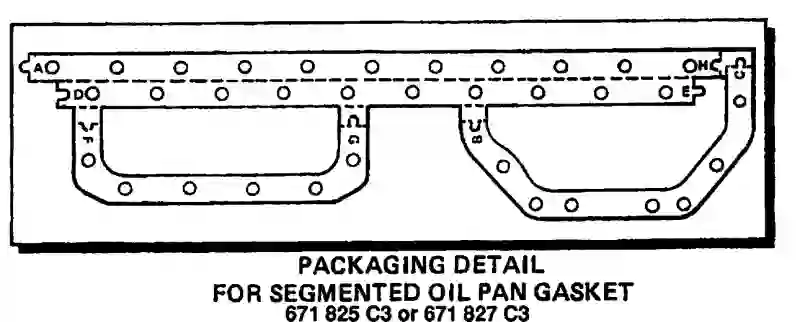 A H C
D E
F G B
PACKAGING DETAIL
FOR SEGMENTED OIL PAN GASKET
671 825 C3 or 671 827 C3